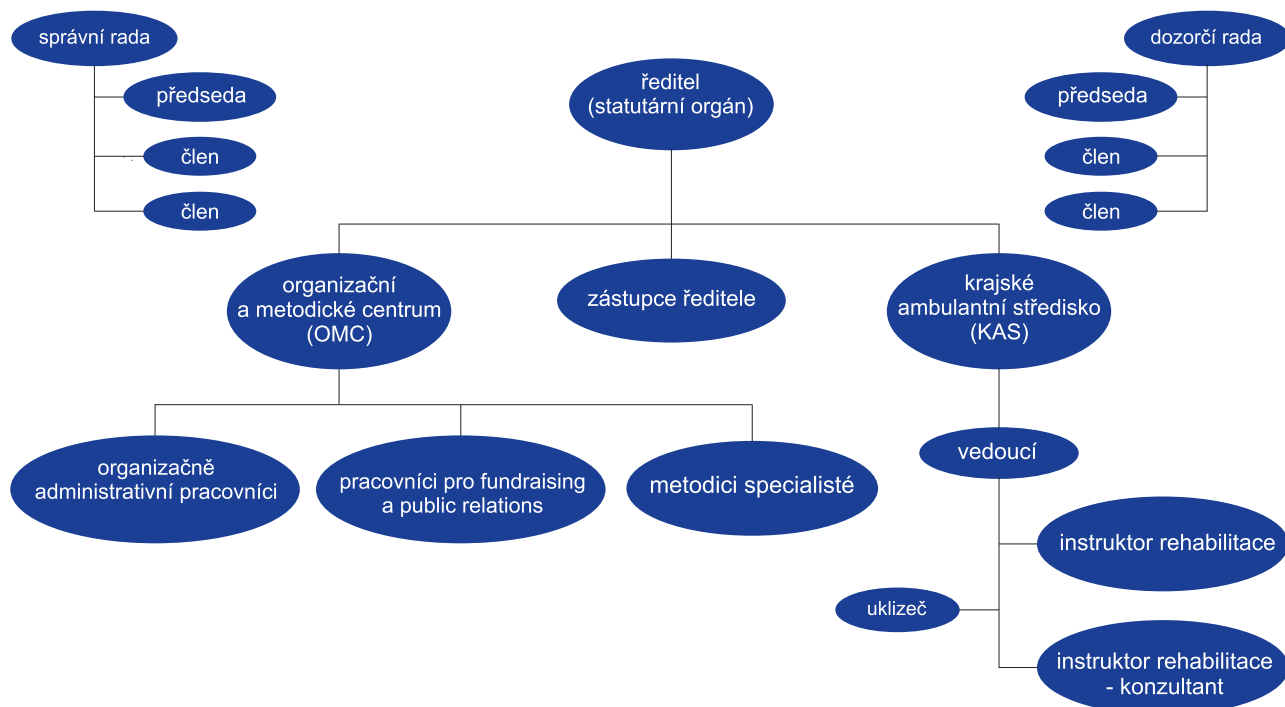 správní rada
předseda
člen
člen
ředitel
(statutární orgán)
dozorčí rada
předseda
člen
člen
organizační
a metodické centrum
(OMC)
zástupce ředitele
krajské
ambulantní středisko
(KAS)
organizačně
administrativní pracovníci
pracovníci pro fundraising
a public relations
metodici specialisté
vedoucí
instruktor rehabilitace
uklizeč
instruktor rehabilitace
- konzultant